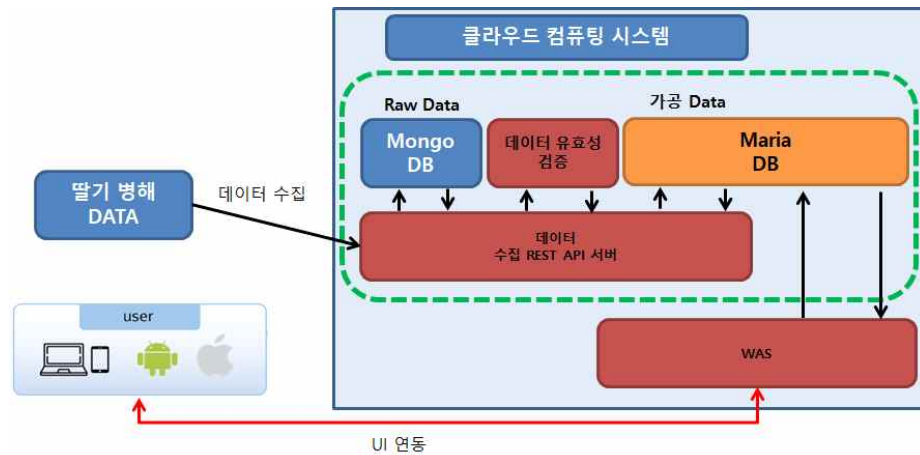 클라우드 컴퓨팅 시스템
Raw Data
가공 Data
Mongo
DB
데이터 유효성
검증
Maria
DB
딸기 병해
DATA
데이터 수집
데이터
수집 REST API 서버
user
WAS
UI 연동